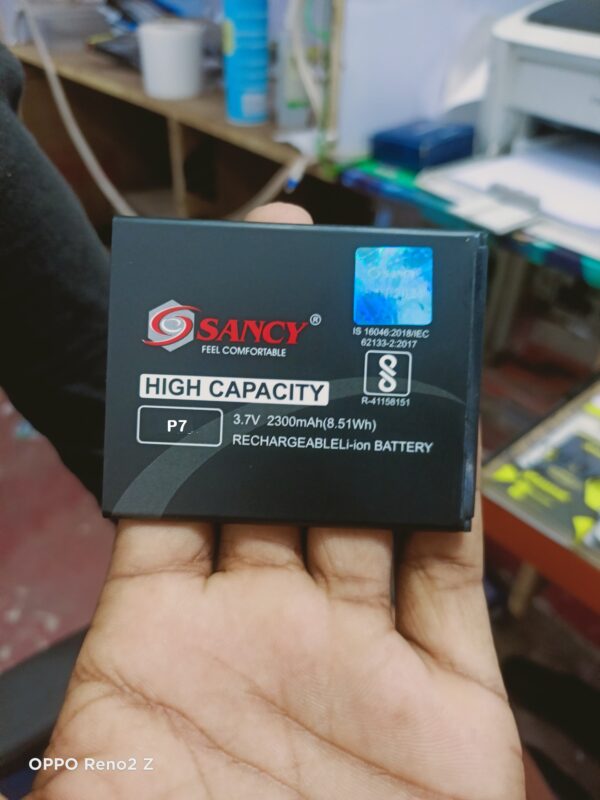 SANCY®
FEEL COMFORTABLE
IS 16046:2018/IEC
62133-2:2017
R-41158151
HIGH CAPACITY
P7
3.7V 2300mAh(8.51Wh)
RECHARGEABLELi-ion BATTERY
OPPO Reno2 Z